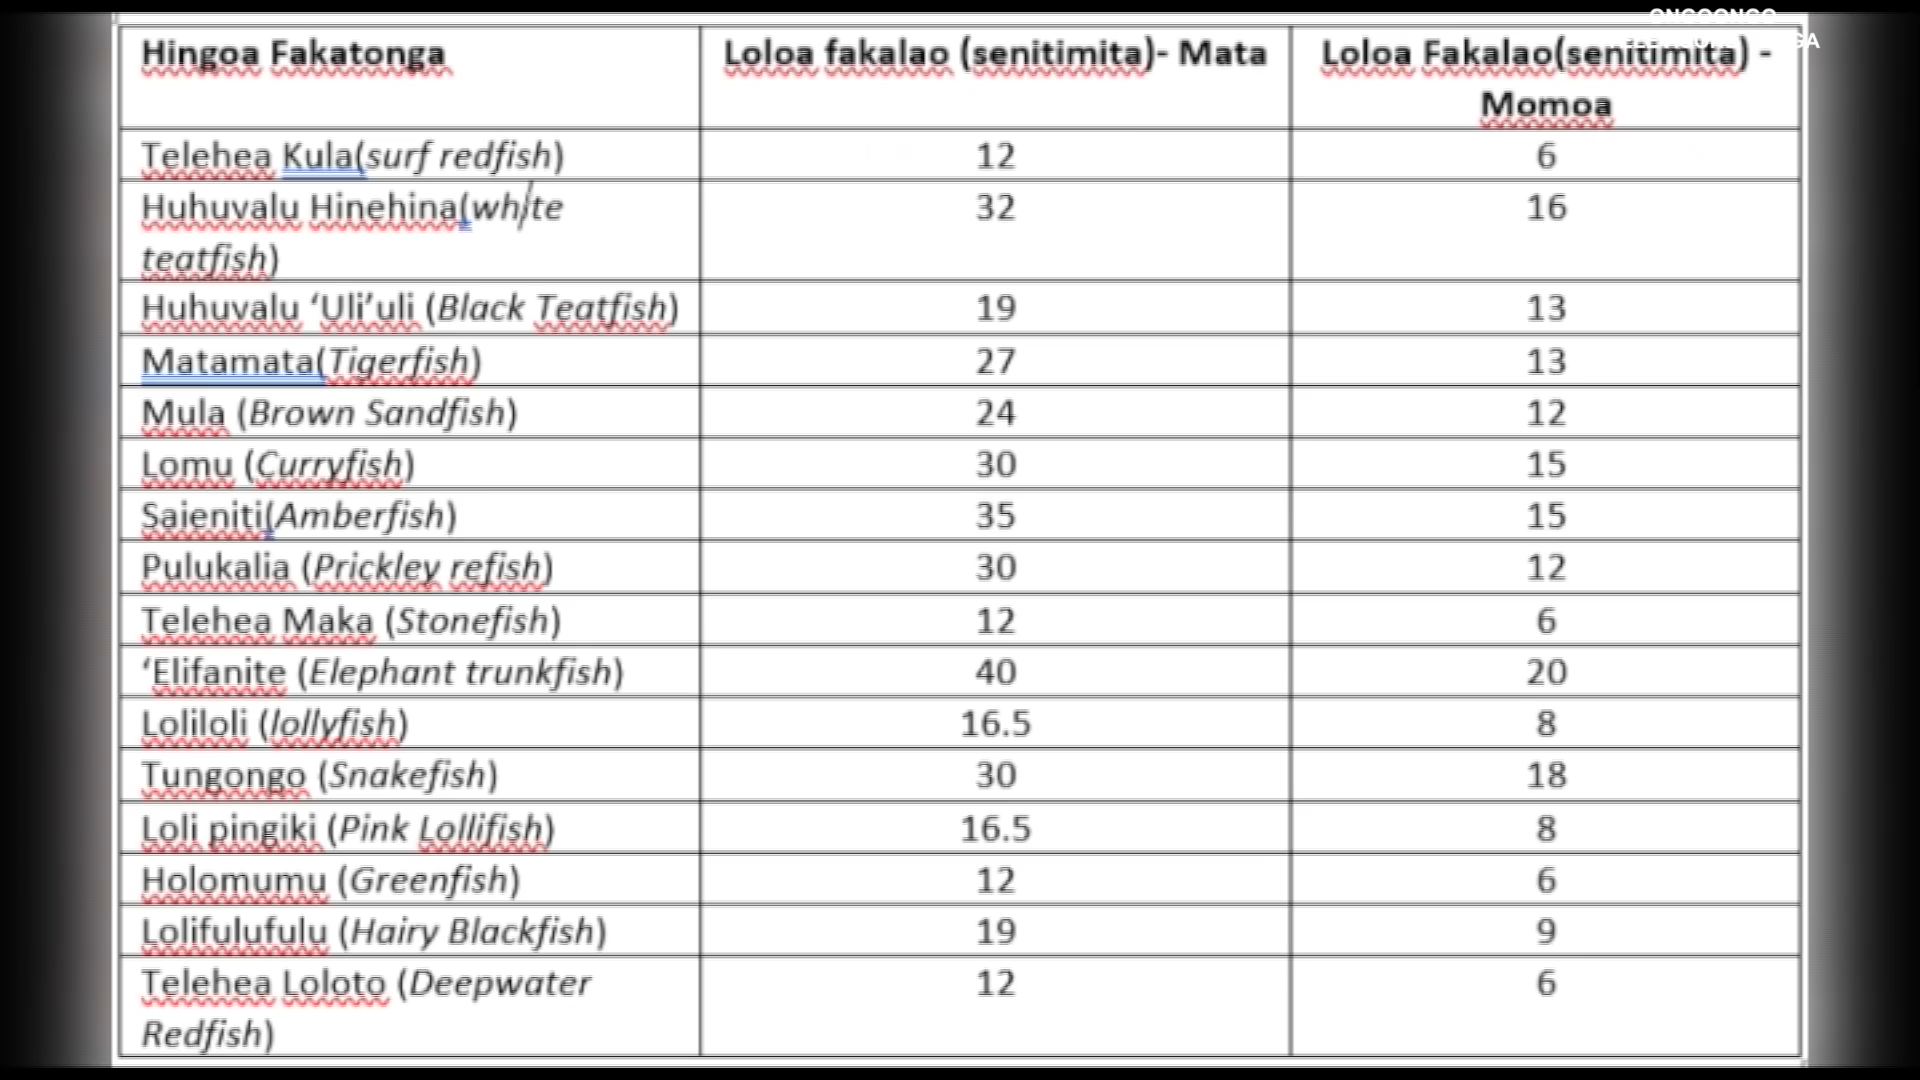 ONGOONGO
Hingoa Fakatonga	Loloa fakalao (senitimita)- Mata	Loloa Fakalao(senitimita) -
Momoa
Telehea Kula(surf redfish)	12	6
Huhuvalu Hinehina(white	32	16
teatfish)
Huhuvalu ‘Uli’uli (Black Teatfish)	19	13
Matamata(Tigerfish)	27	13
Mula (Brown Sandfish)	24	12
Lomu (Curryfish)	30	15
Saieniti(Amberfish)	35	15
Pulukalia (Prickley refish)	30	12
Telehea Maka (Stonefish)	12	6
‘Elifanite (Elephant trunkfish)	40	20
Loliloli (lollyfish)	16.5	8
Tungongo (Snakefish)	30	18
Loli pingiki (Pink Lollifish)	16.5	8
Holomumu (Greenfish)	12	6
Lolifulufulu (Hairy Blackfish)	19	9
Telehea Loloto (Deepwater	12	6
Redfish)